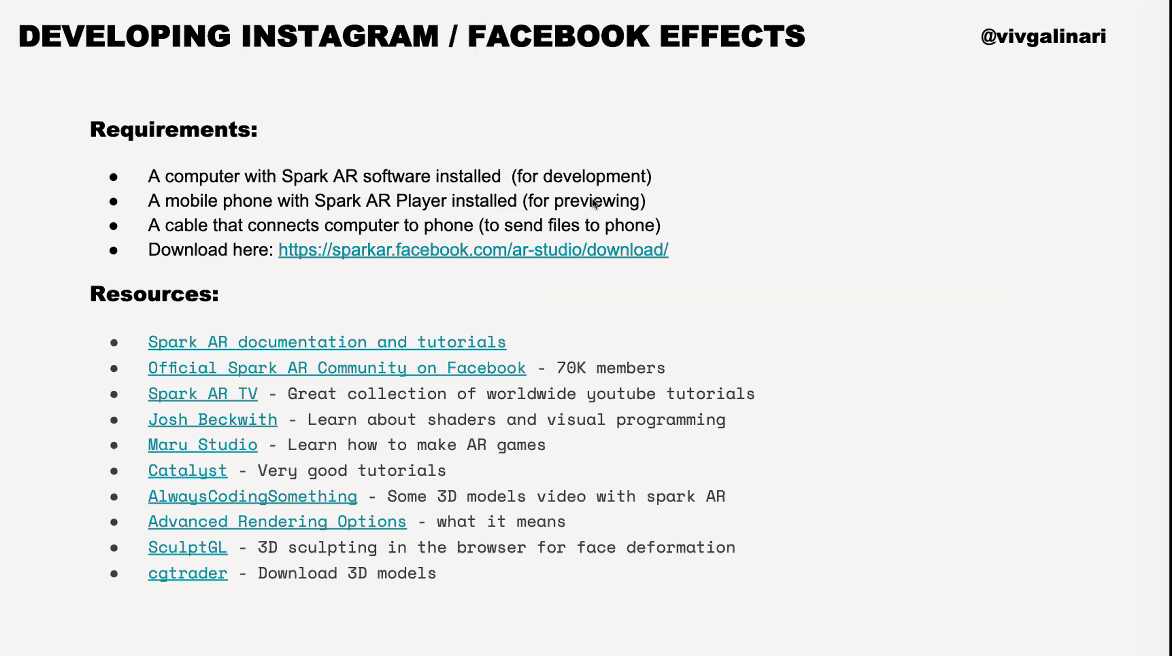 DEVELOPING INSTAGRAM / FACEBOOK EFFECTS
@vivgalinari
Requirements:
● A computer with Spark AR software installed  (for development)
● A mobile phone with Spark AR Player installed (for previewing)
● A cable that connects computer to phone (to send files to phone)
● Download here: https://sparkar.facebook.com/ar-studio/download/
Resources:
● Spark AR documentation and tutorials
● Official Spark AR Community on Facebook - 70K members
● Spark AR TV - Great collection of worldwide youtube tutorials
● Josh Beckwith - Learn about shaders and visual programming
● Maru Studio - Learn how to make AR games
● Catalyst - Very good tutorials
● AlwaysCodingSomething - Some 3D models video with spark AR
● Advanced Rendering Options - what it means
● SculptGL - 3D sculpting in the browser for face deformation
● cgtrader - Download 3D models